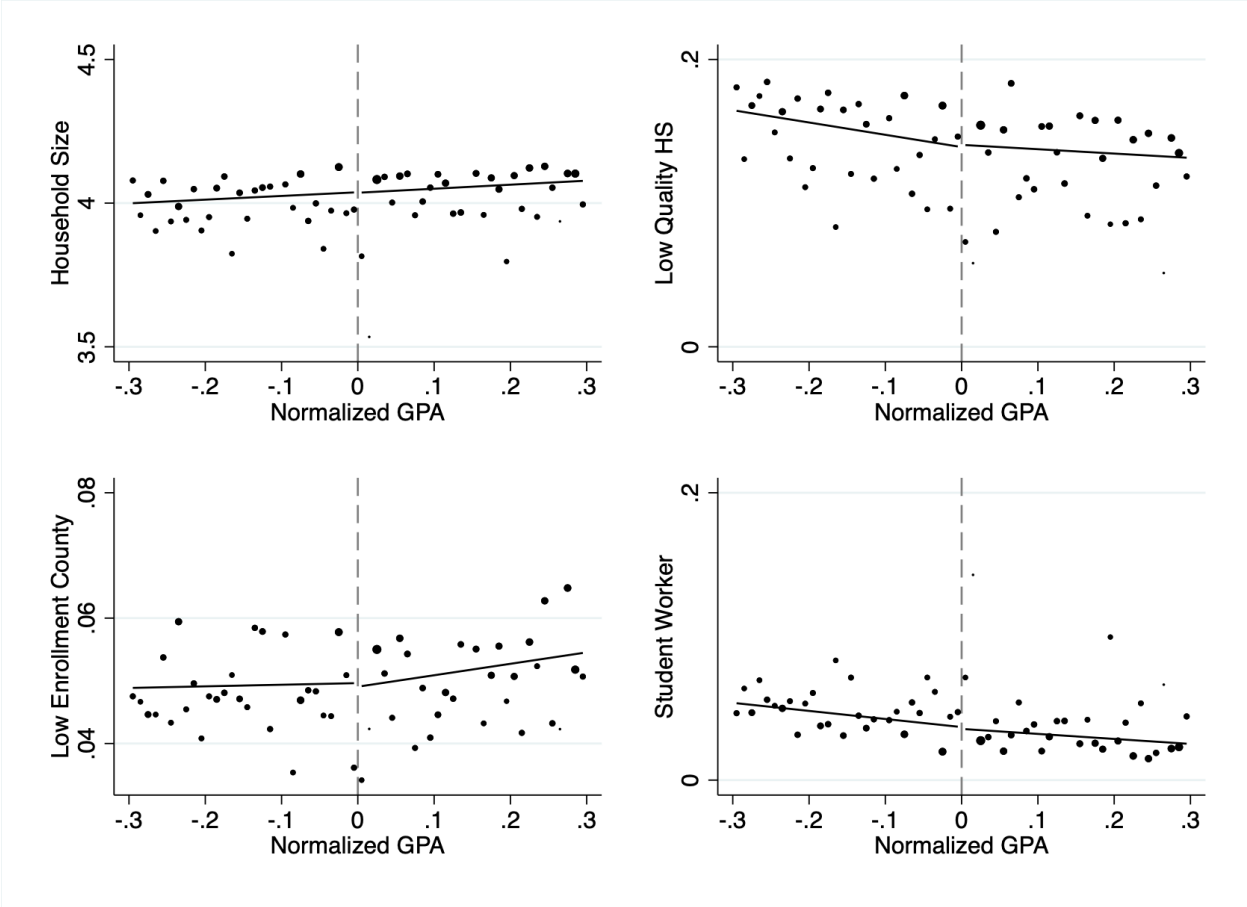 Household Size
4.5
4
3.5
-.3 -.2 -.1 0 .1 .2 .3
Normalized GPA
Low Quality HS
.2
0
-.3 -.2 -.1 0 .1 .2 .3
Normalized GPA
Low Enrollment County
.08
.06
.04
-.3 -.2 -.1 0 .1 .2 .3
Normalized GPA
Student Worker
.2
0
-.3 -.2 -.1 0 .1 .2 .3
Normalized GPA